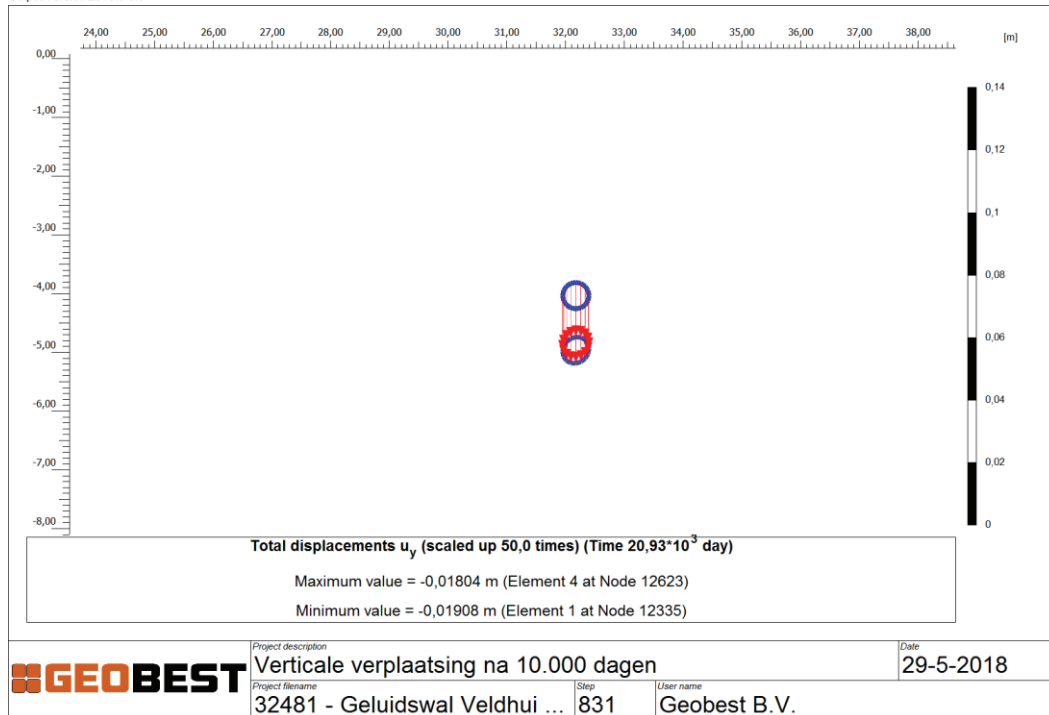 24,00 25,00 26,00 27,00 28,00 29,00 30,00 31,00 32,00 33,00 34,00 35,00 36,00 37,00 38,00
[m]
0,00
-1,00
-2,00
-3,00
-4,00
-5,00
-6,00
-7,00
-8,00
0,14
0,12
0,1
0,08
0,06
0,04
0,02
0
Total displacements uy (scaled up 50,0 times) (Time 20,93*10³ day)
Maximum value = -0,01804 m (Element 4 at Node 12623)
Minimum value = -0,01908 m (Element 1 at Node 12335)
GEOBEST
Project description
Verticale verplaatsing na 10.000 dagen
Date
29-5-2018
Project filename
32481 - Geluidswal Veldhui ...
Step
831
User name
Geobest B.V.